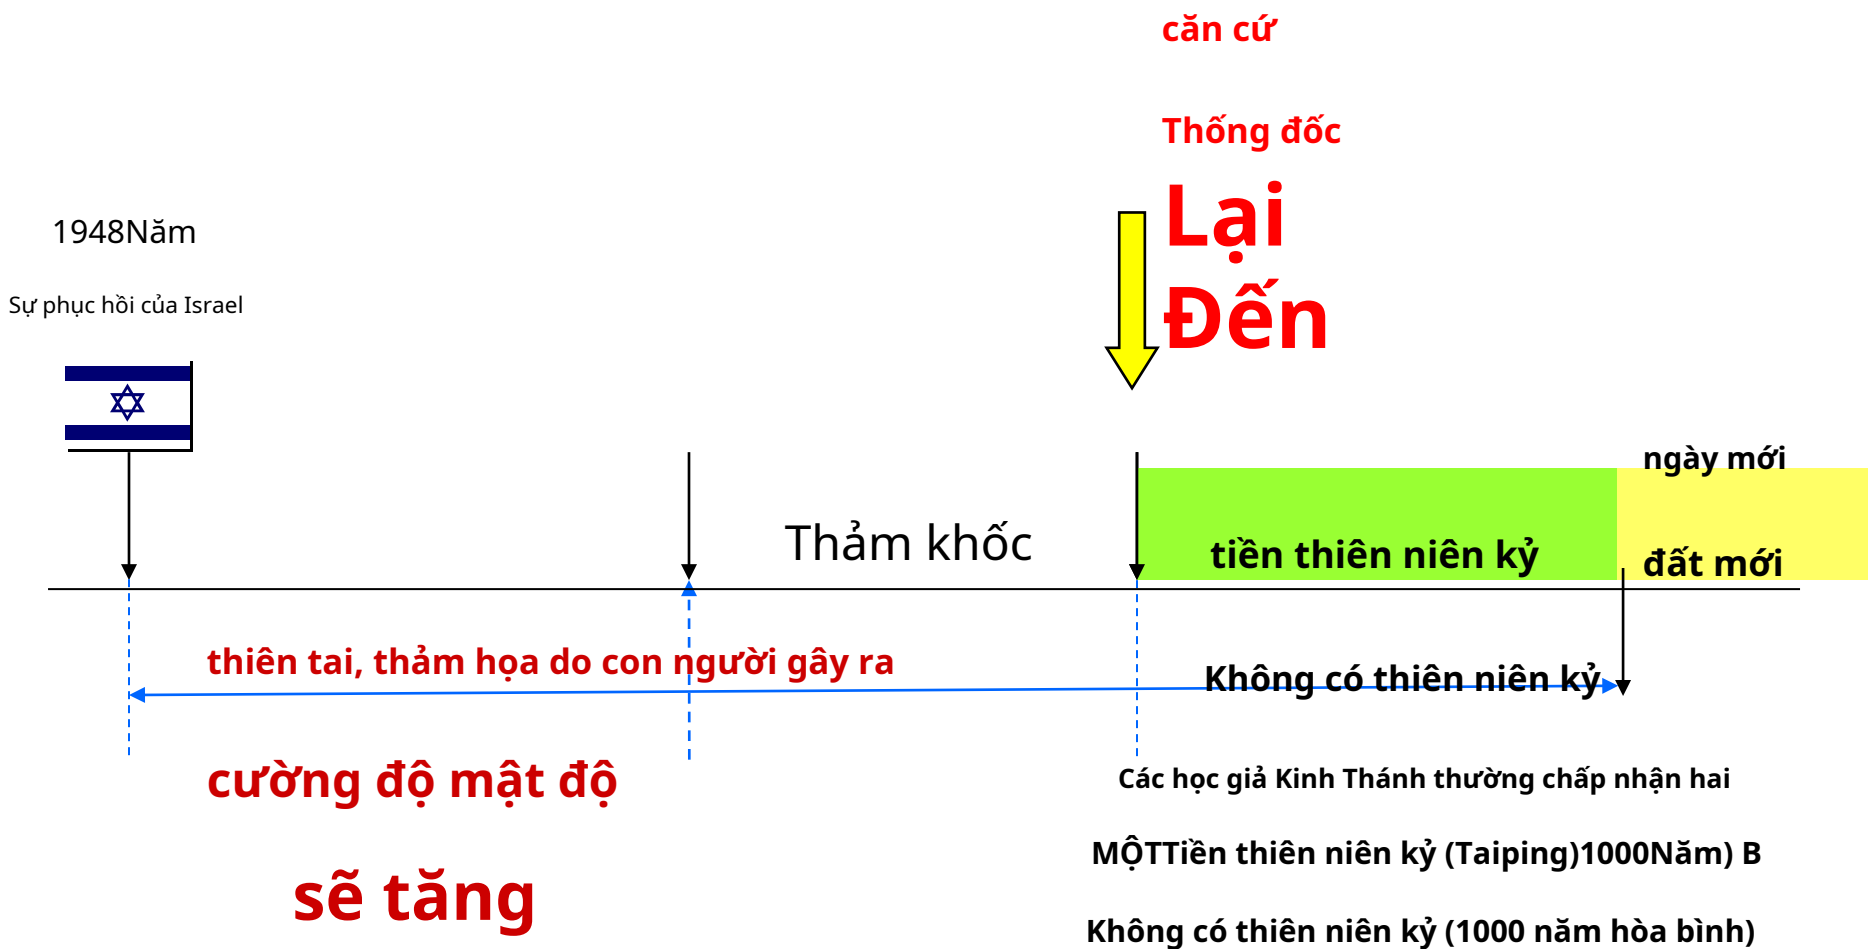 căn cứ
Thống đốc
Lại
Đến
1948Năm
Sự phục hồi của Israel
ngày mới
Thảm khốc
tiền thiên niên kỷ
đất mới
thiên tai, thảm họa do con người gây ra
Không có thiên niên kỷ
cường độ mật độ
Các học giả Kinh Thánh thường chấp nhận hai
MỘTTiền thiên niên kỷ (Taiping)1000Năm) B
sẽ tăng
Không có thiên niên kỷ (1000 năm hòa bình)